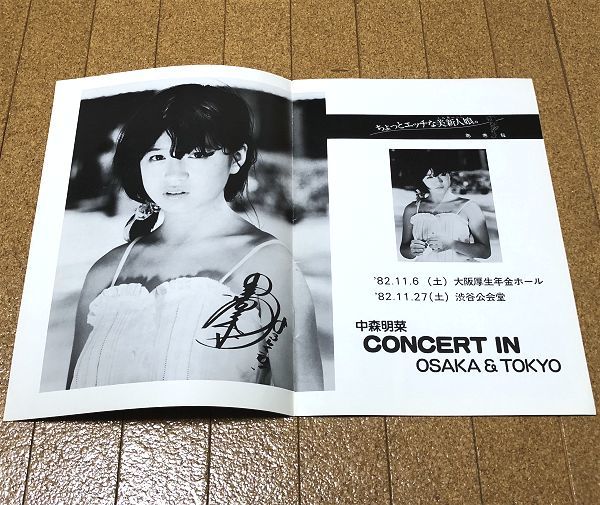 ちょっとエッチな美新人娘。
'82.11.6 (土) 大阪厚生年金ホール
'82.11.27(土) 渋谷公会堂
中森明菜
CONCERT IN
OSAKA & TOKYO